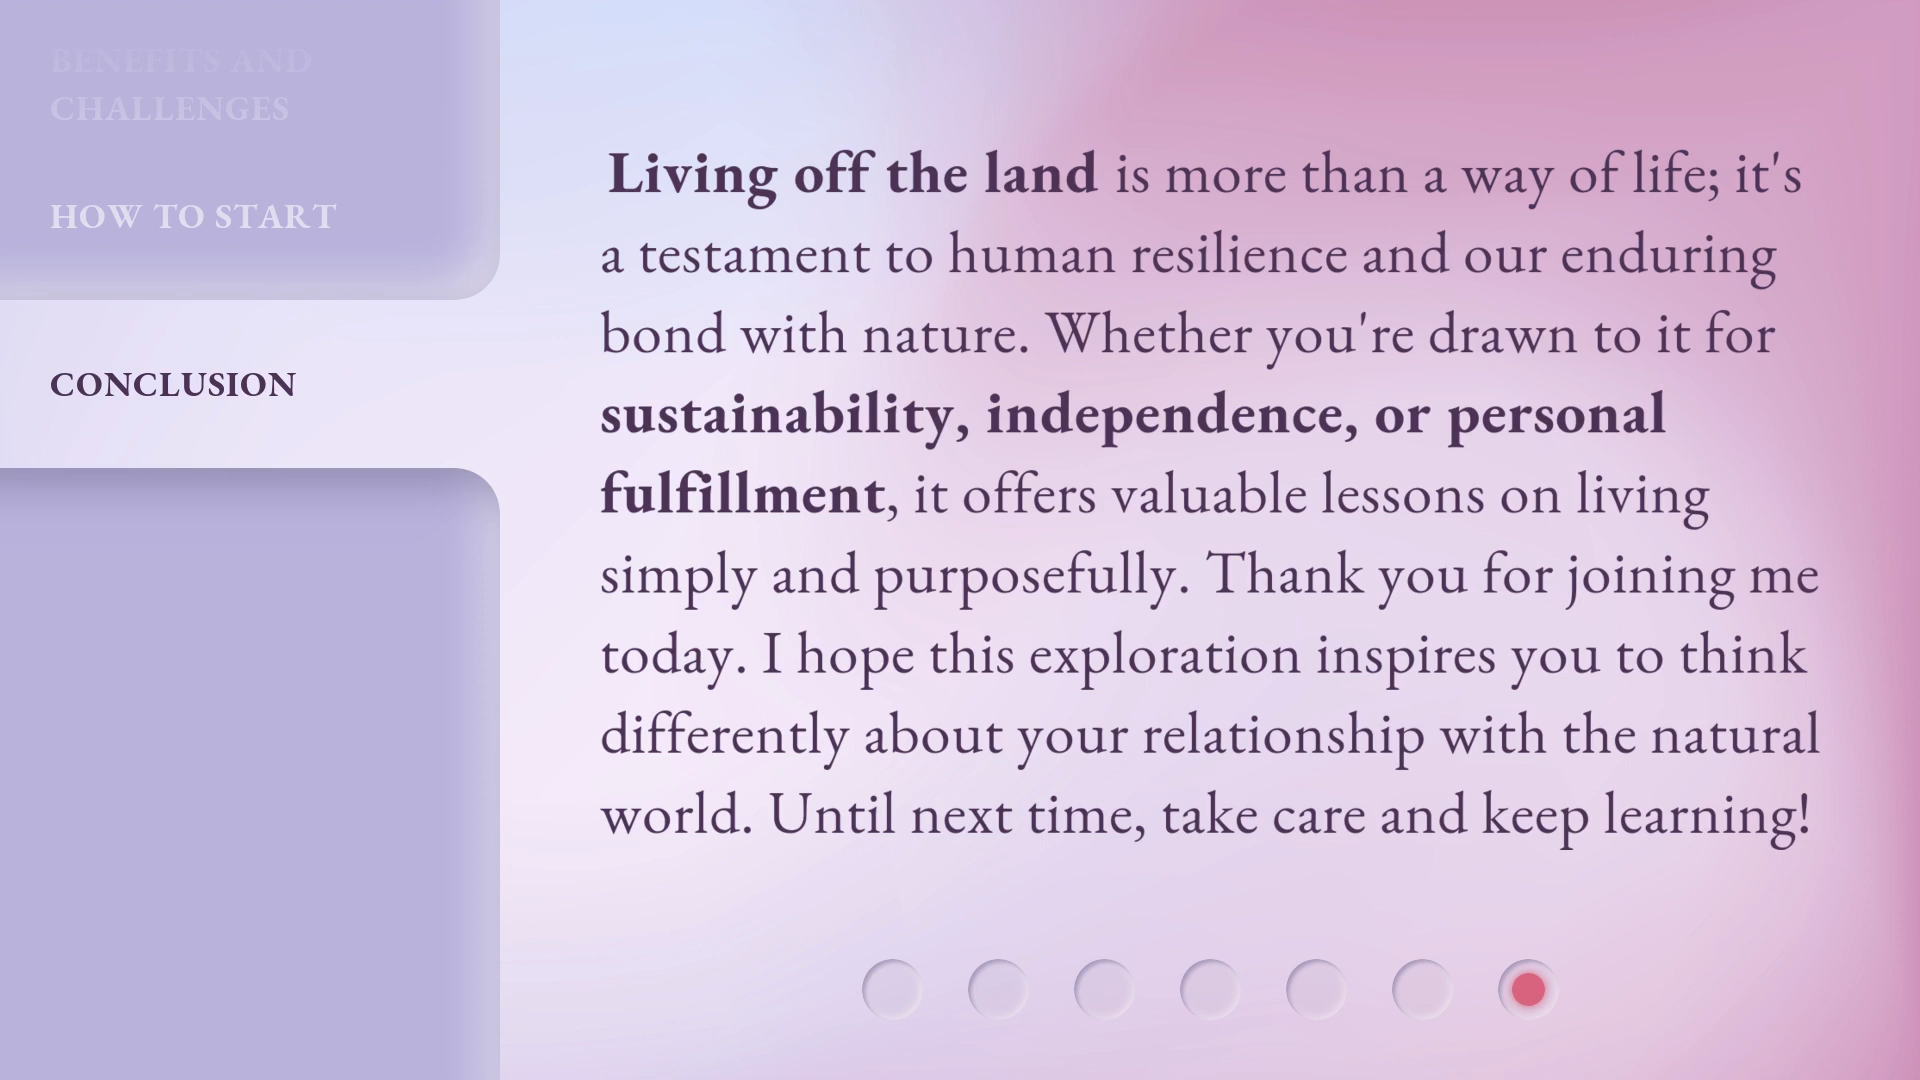 BENEFITS AND
CHALLENGES
HOW TO START
CONCLUSION
Living off the land is more than a way of life; it's
a testament to human resilience and our enduring
bond with nature. Whether you're drawn to it for
sustainability, independence, or personal
fulfillment, it offers valuable lessons on living
simply and purposefully. Thank you for joining me
today. I hope this exploration inspires you to think
differently about your relationship with the natural
world. Until next time, take care and keep learning!